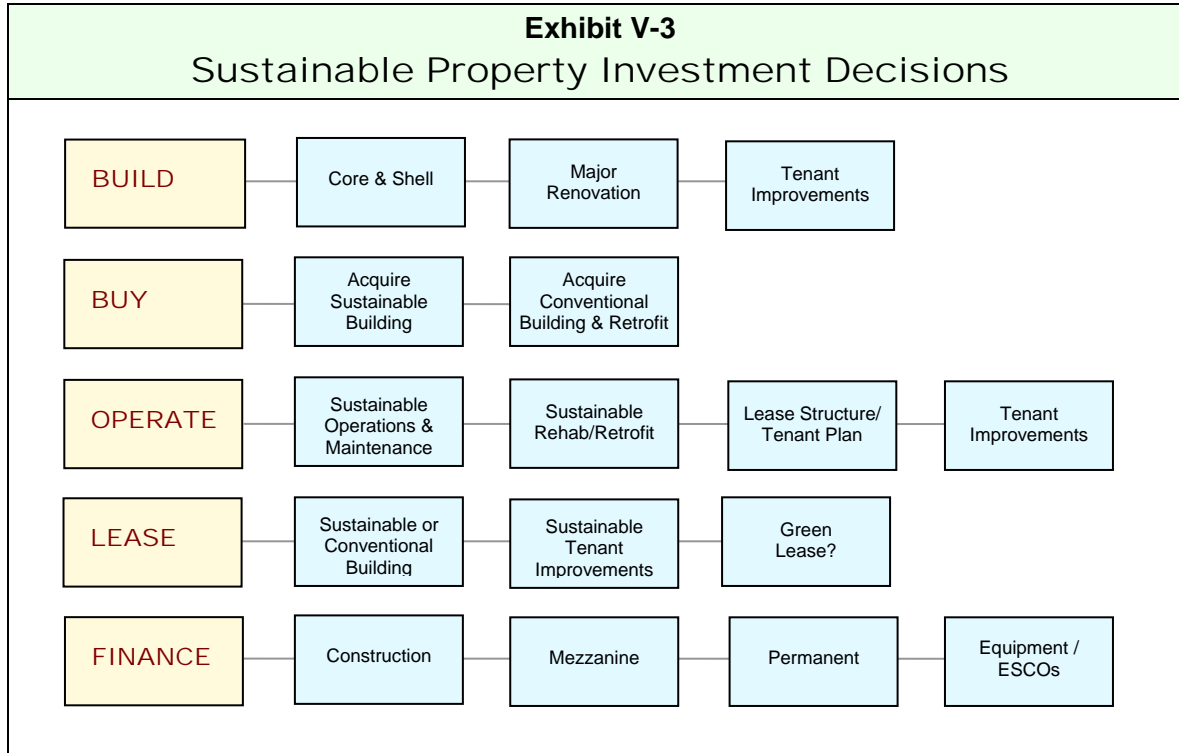 Exhibit V-3
Sustainable Property Investment Decisions
BUILD
Core & Shell
Major
Renovation
Tenant
Improvements
BUY
Acquire
Sustainable
Building
Acquire
Conventional
Building & Retrofit
OPERATE
Sustainable
Operations &
Maintenance
Sustainable
Rehab/Retrofit
Lease Structure/
Tenant Plan
Tenant
Improvements
LEASE
Sustainable or
Conventional
Building
Sustainable
Tenant
Improvements
Green
Lease?
FINANCE
Construction
Mezzanine
Permanent
Equipment /
ESCOs